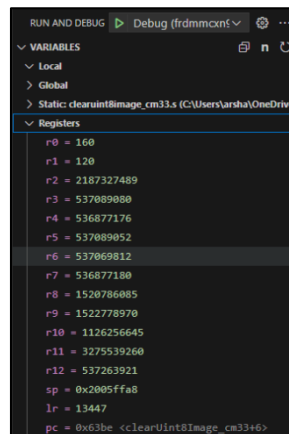 RUN AND DEBUG Debug (frdmmcxn9
VARIABLES
Local
Global
Static: clearuint8image_cm33.s (C:\Users\arsha\OneDriv
Registers
r0 = 160
r1 = 120
r2 = 2187327489
r3 = 537089080
r4 = 536877176
r5 = 537089052
r6 = 537069812
r7 = 536877180
r8 = 1520786085
r9 = 1522778970
r10 = 1126256645
r11 = 3275539260
r12 = 537263921
sp = 0x2005ffa8
lr = 13447
pc = 0x63be <clearUint8Image_cm33+6>